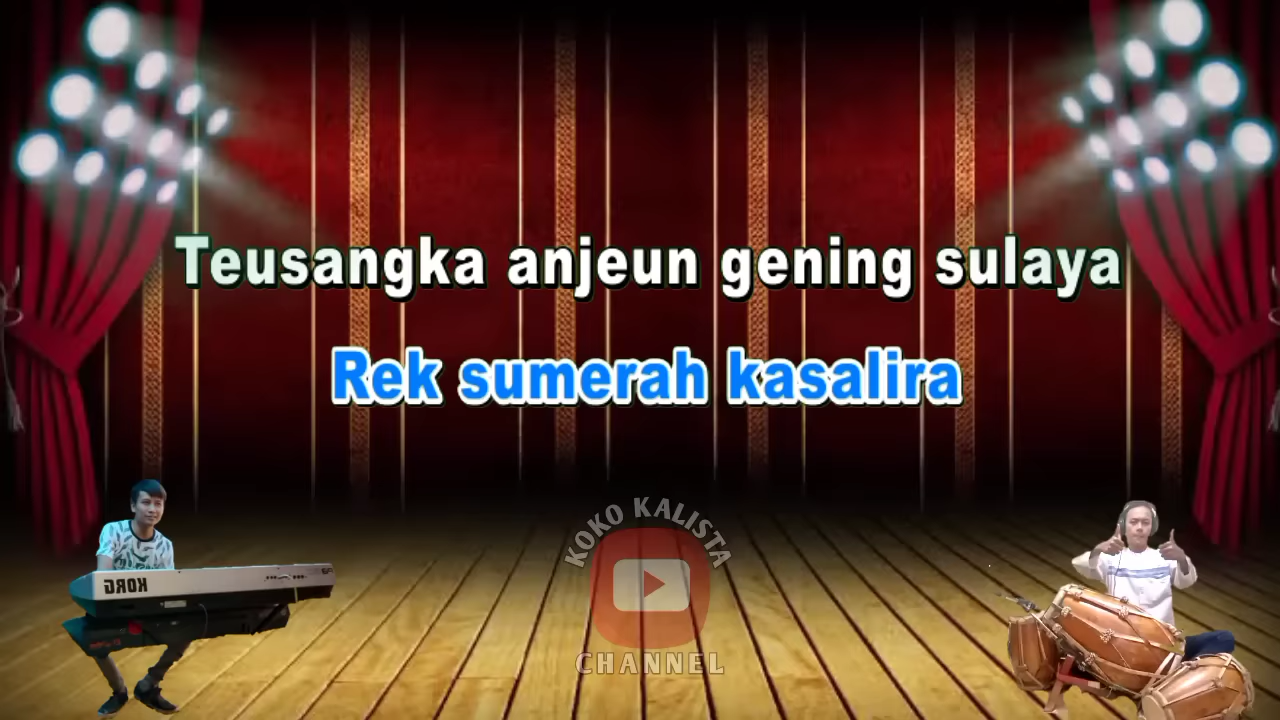 Teusangka anjeun gening sulaya
Rek sumerah kasalira
KOKO KALISTA
CHANNEL
KORG